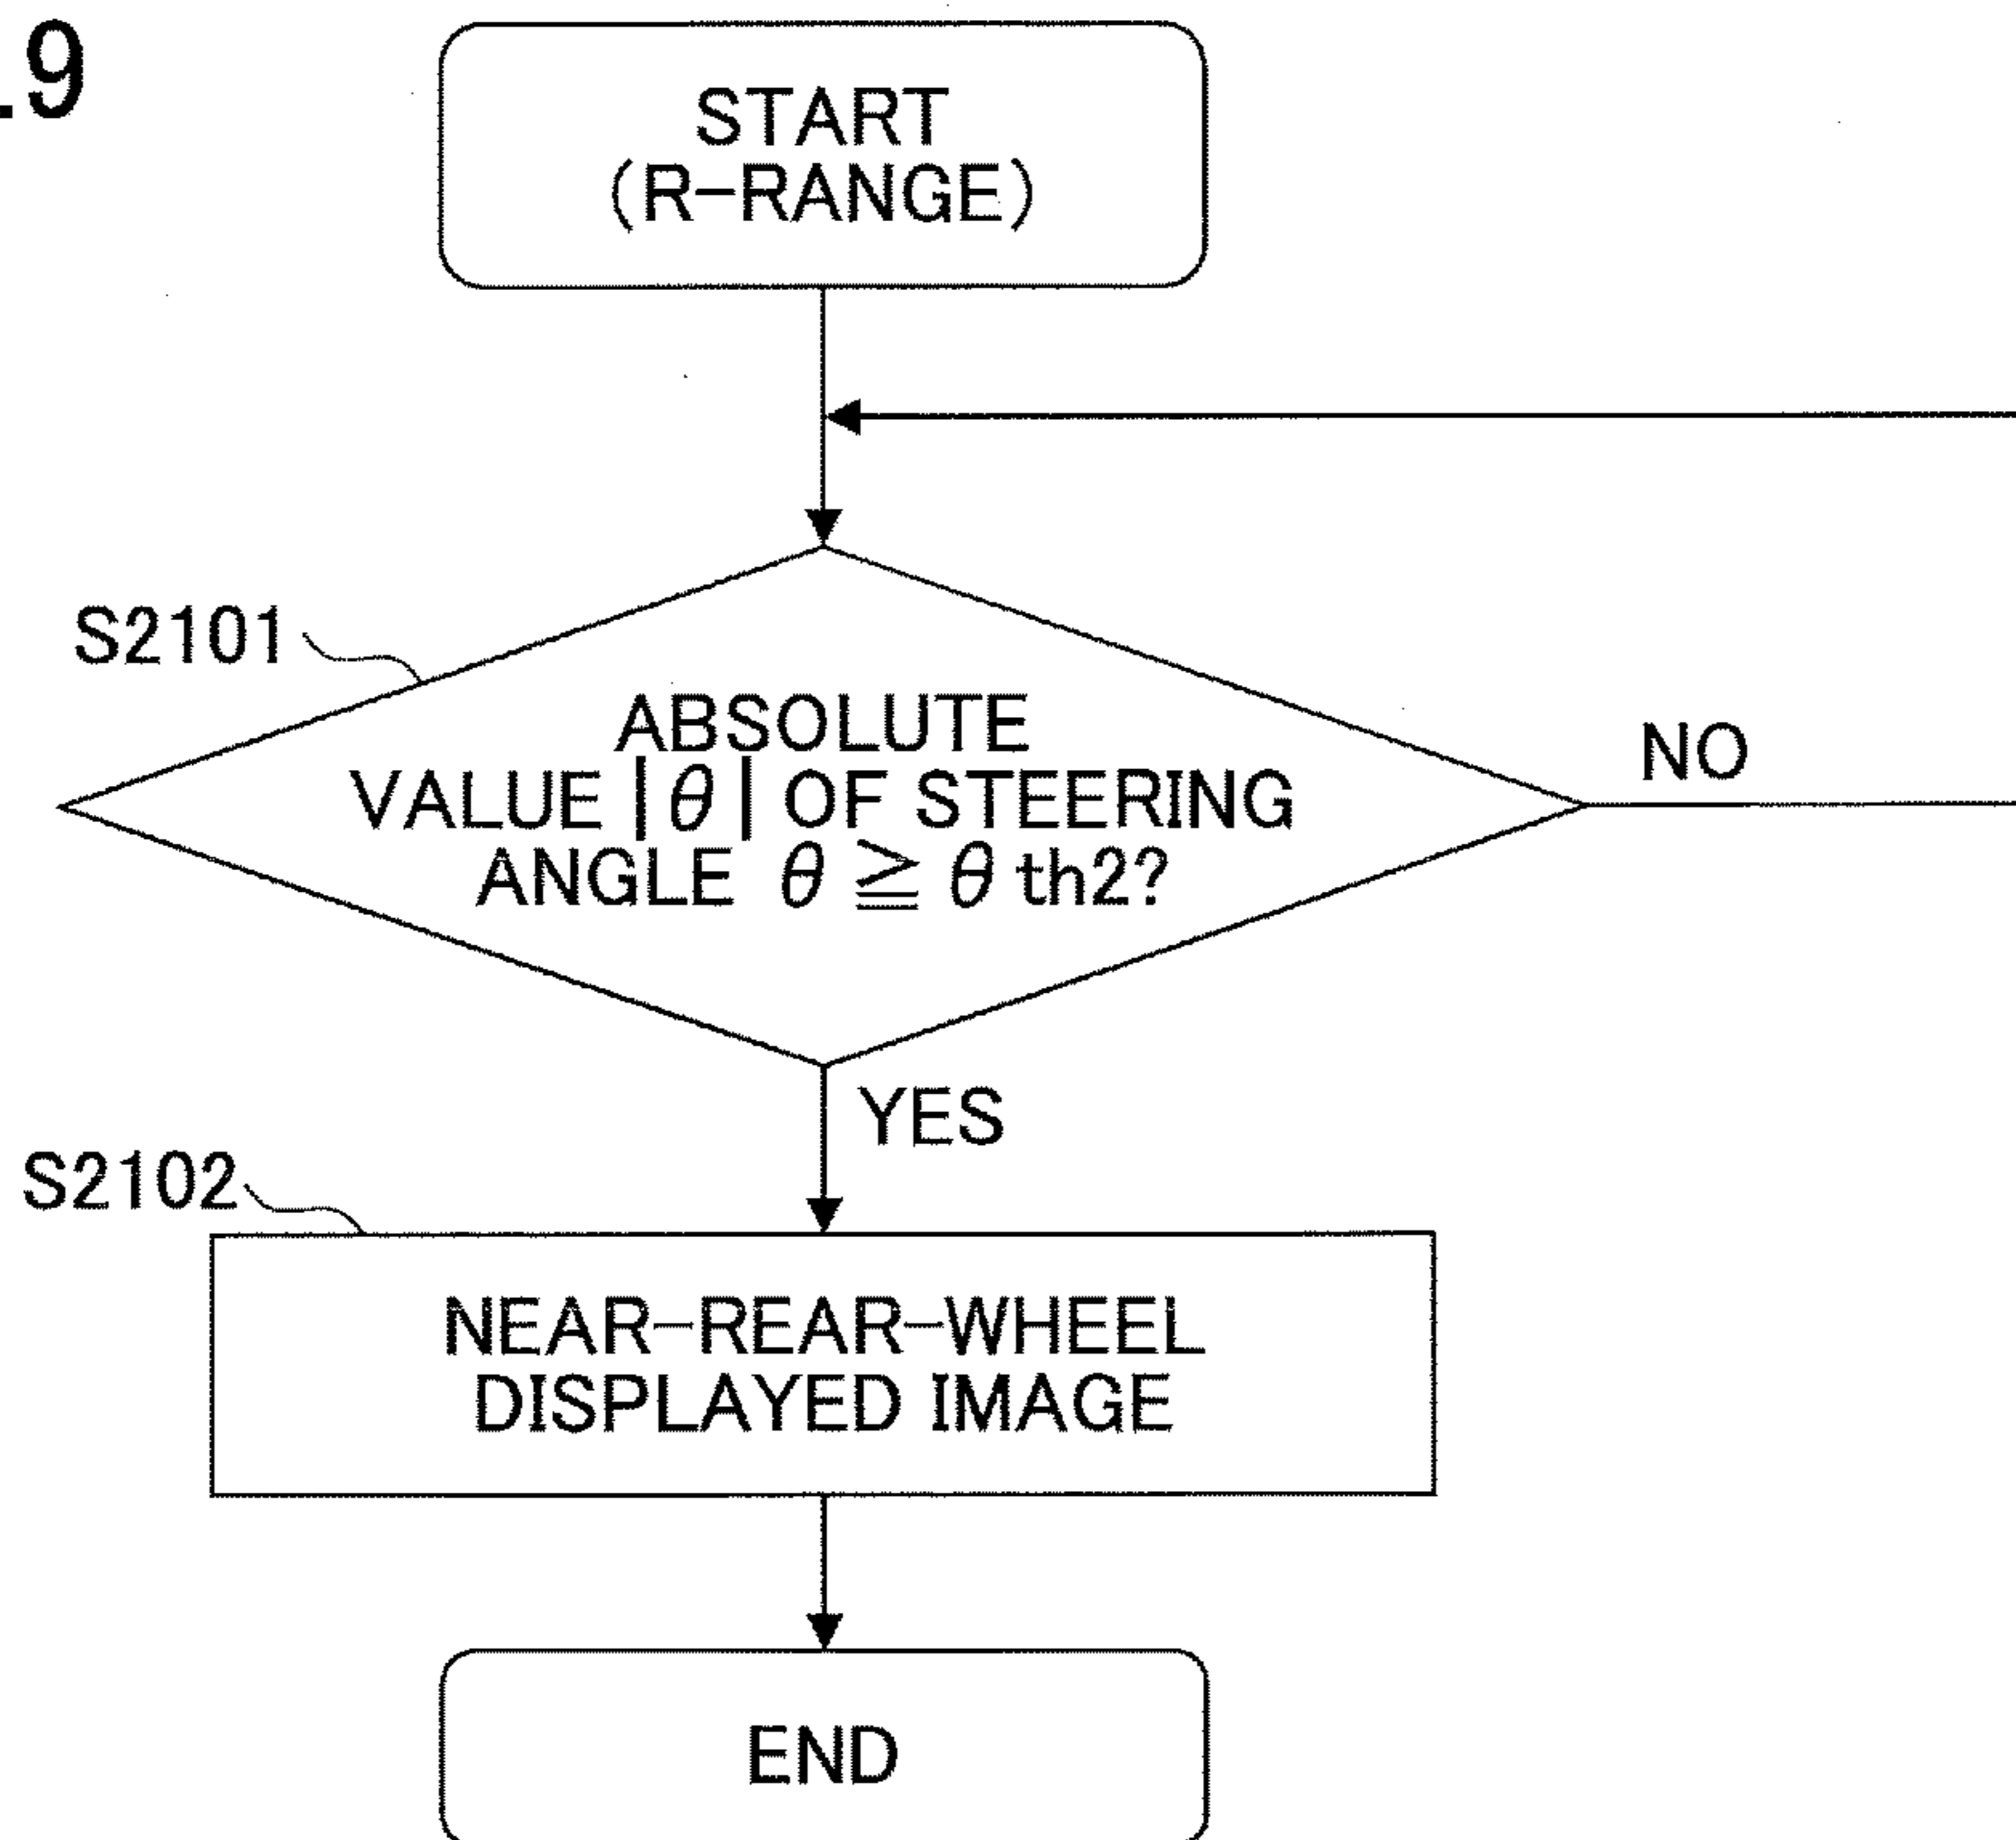 .9
START
(R-RANGE)
S2101
ABSOLUTE
VALUE |θ| OF STEERING
ANGLE θ ≧ θ th2?
NO
YES
S2102
NEAR-REAR-WHEEL
DISPLAYED IMAGE
END